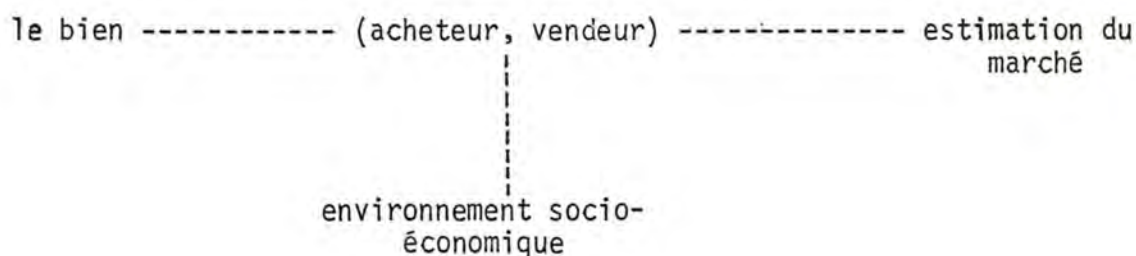 le bien ------------ (acheteur, vendeur) -------------- estimation du
marché
environnement socio-
économique